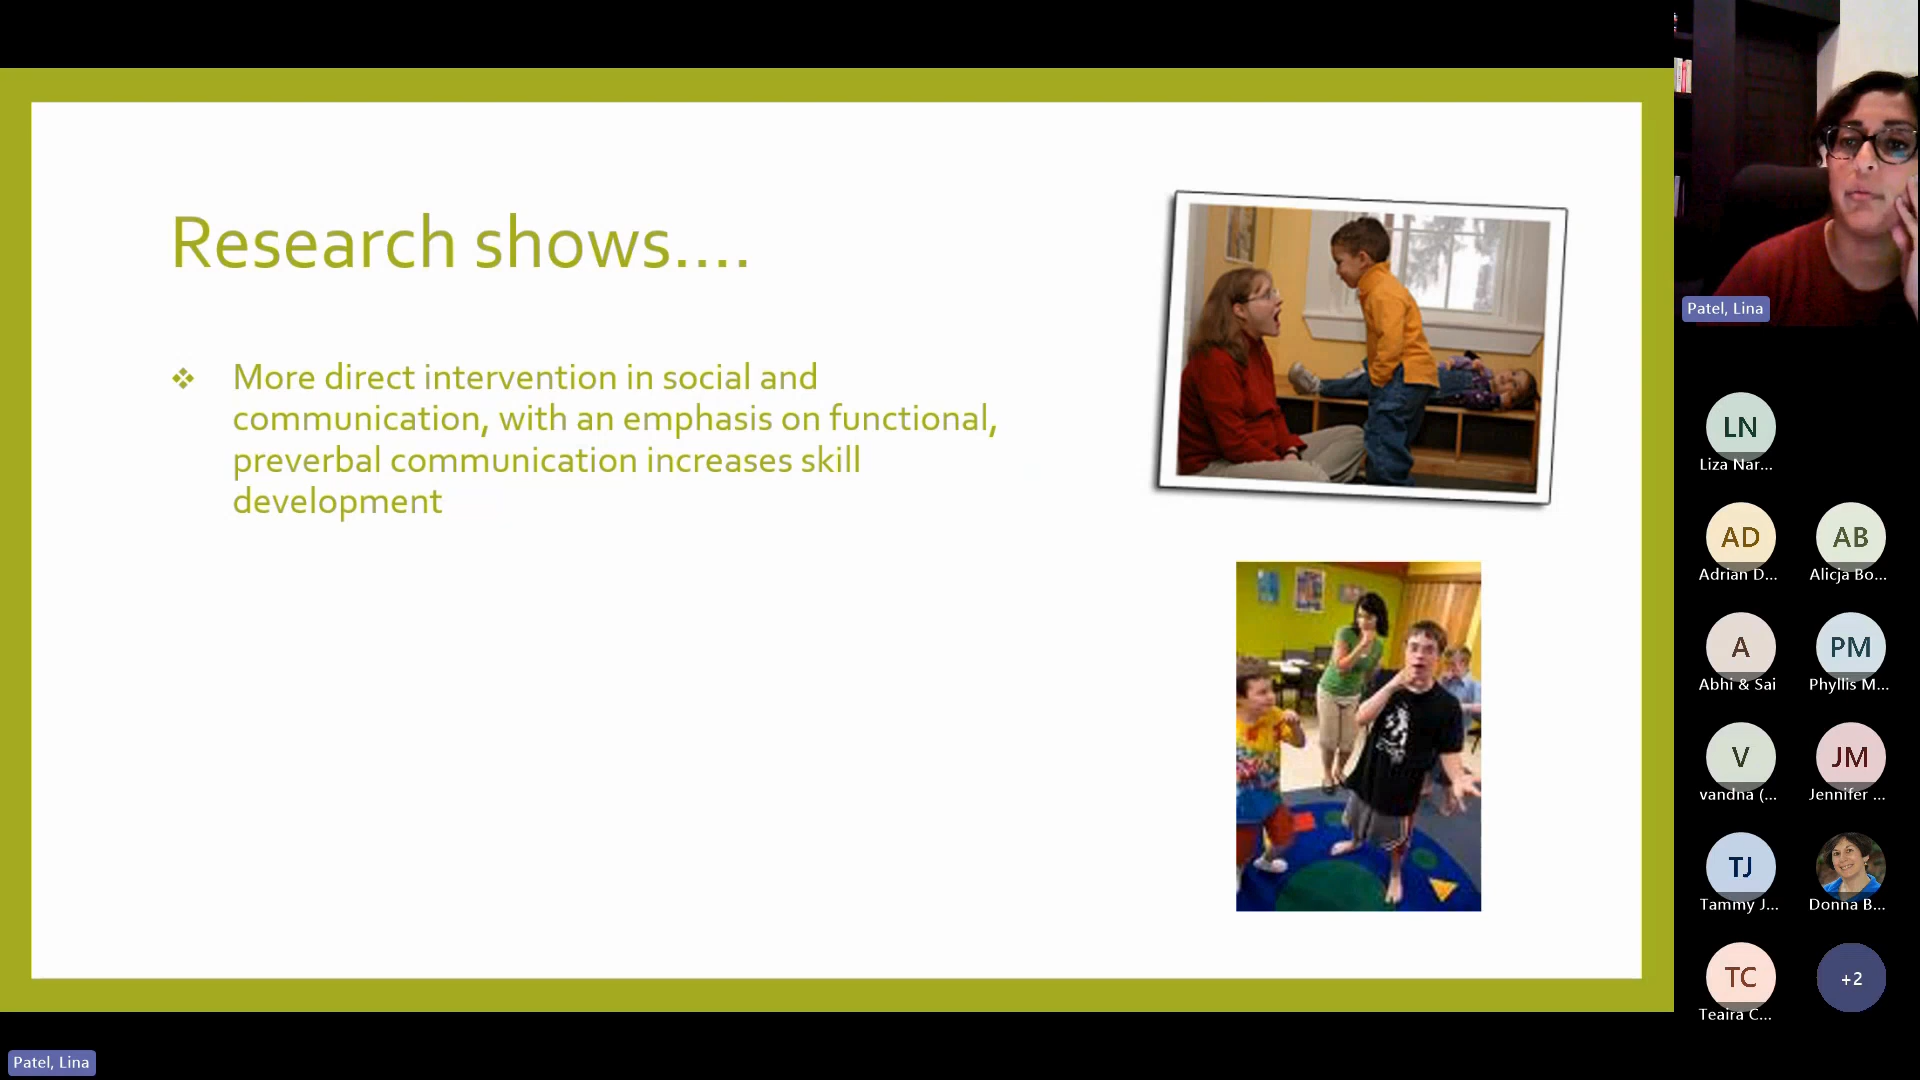 Research shows....
❖ More direct intervention in social and
communication, with an emphasis on functional,
preverbal communication increases skill
development
Patel, Lina
LN
Liza Nar...
AD
Adrian D...
AB
Alicja Bo...
A
Abhi & Sai
PM
Phyllis M...
V
vandna (...
JM
Jennifer ...
TJ
Tammy J...
Donna B...
TC
Teaira C...
+2
Patel, Lina